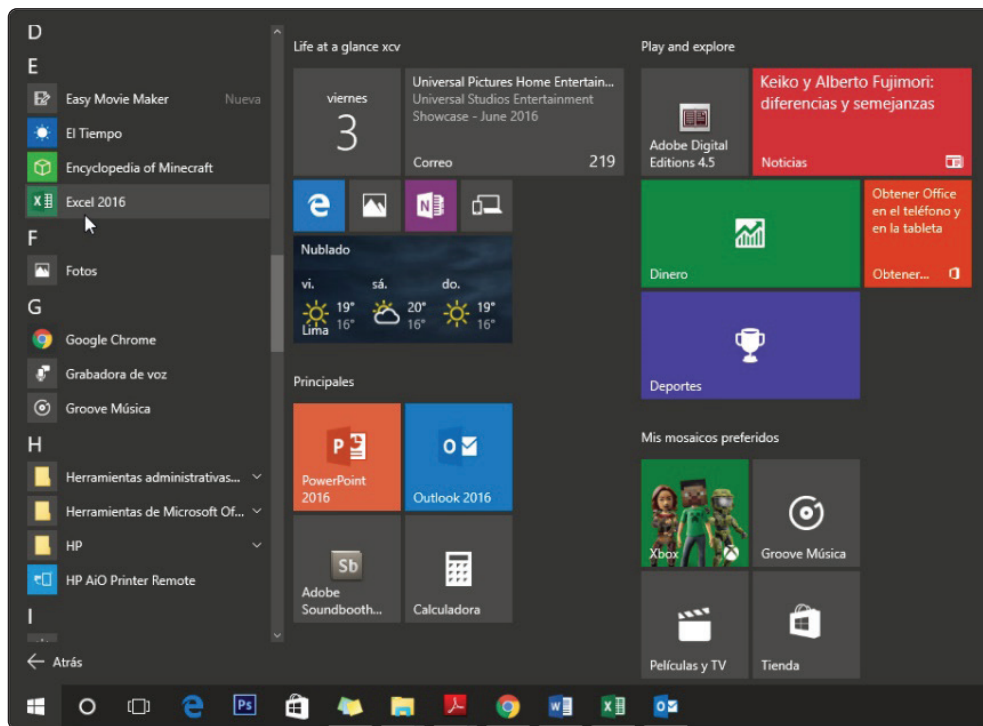 D
E
Easy Movie Maker Nueva
El Tiempo
Encyclopedia of Minecraft
Excel 2016
F
Fotos
G
Google Chrome
Grabadora de voz
Groove Música
H
Herramientas administrativas...
Herramientas de Microsoft Of...
HP
HP AiO Printer Remote
I
Atrás
Life at a glance xcv
viernes
3
Universal Pictures Home Entertain...
Universal Studios Entertainment
Showcase - June 2016
Correo 219
N
Nublado
vi. sá. do.
19° 20° 19°
16° 16° 16°
Lima
Principales
P
PowerPoint
2016
O
Outlook 2016
Sb
Adobe
Soundbooth...
Calculadora
Play and explore
Adobe Digital
Editions 4.5
Keiko y Alberto Fujimori:
diferencias y semejanzas
Noticias
Dinero
Obtener Office
en el teléfono y
en la tableta
Obtener...
Deportes
Mis mosaicos preferidos
Xbox
Groove Música
Películas y TV
Tienda
Ps